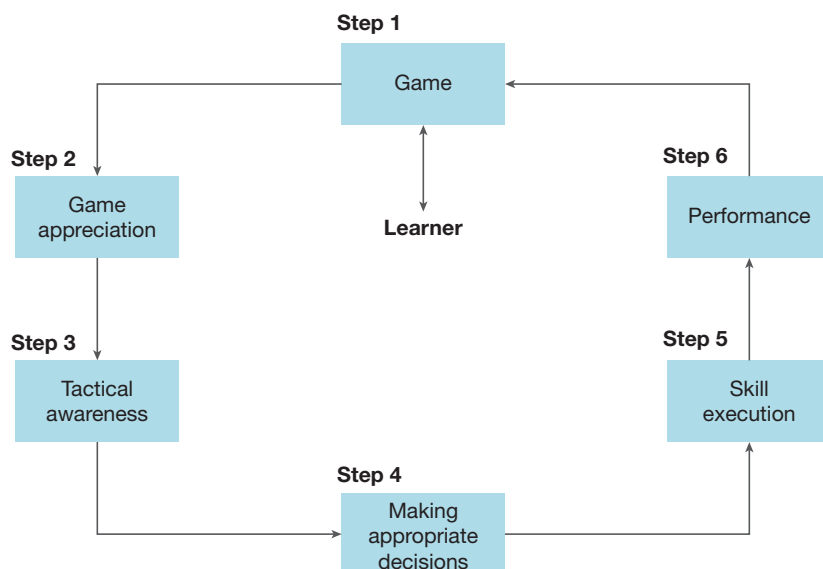 Step 1
Game
Learner
Step 2
Game
appreciation
Step 3
Tactical
awareness
Step 4
Making
appropriate
decisions
Step 5
Skill
execution
Step 6
Performance